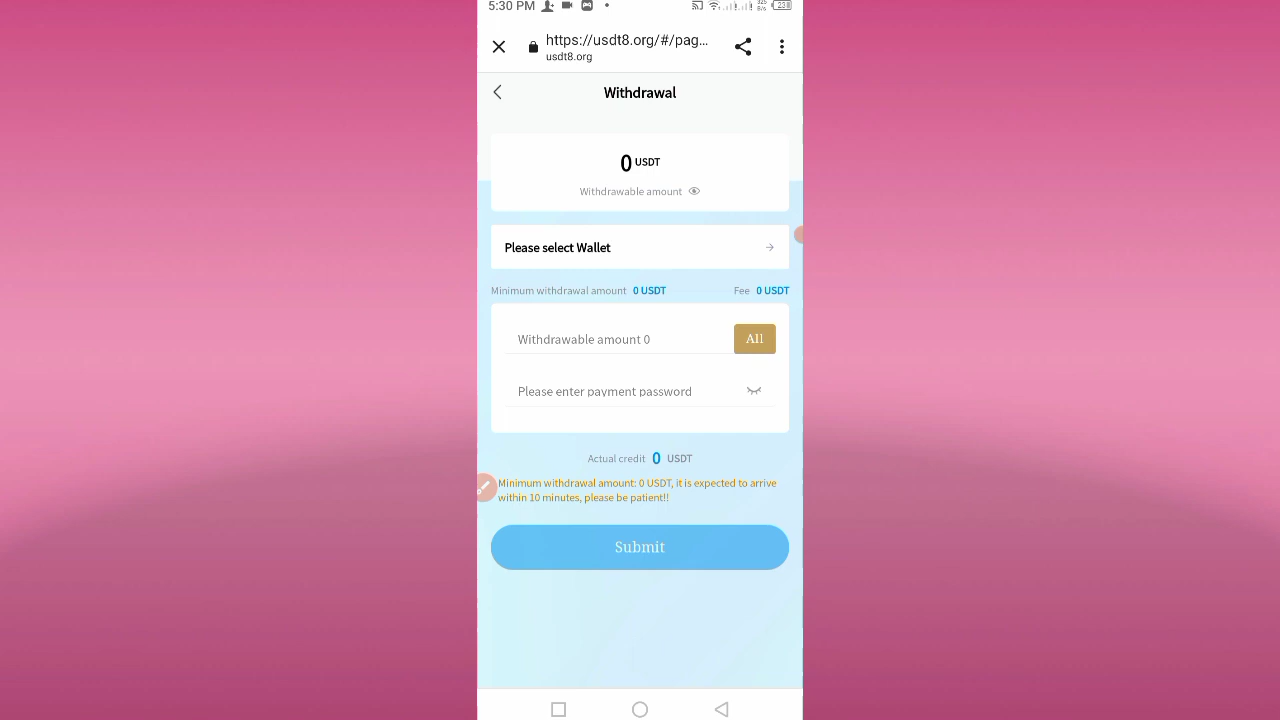 5:30 PM
https://usdt8.org/#/pag...
usdt8.org
Withdrawal
0 USDT
Withdrawable amount
Please select Wallet
Minimum withdrawal amount 0 USDT Fee 0 USDT
Withdrawable amount 0 All
Please enter payment password
Actual credit 0 USDT
Minimum withdrawal amount: 0 USDT, it is expected to arrive
within 10 minutes, please be patient!!
Submit